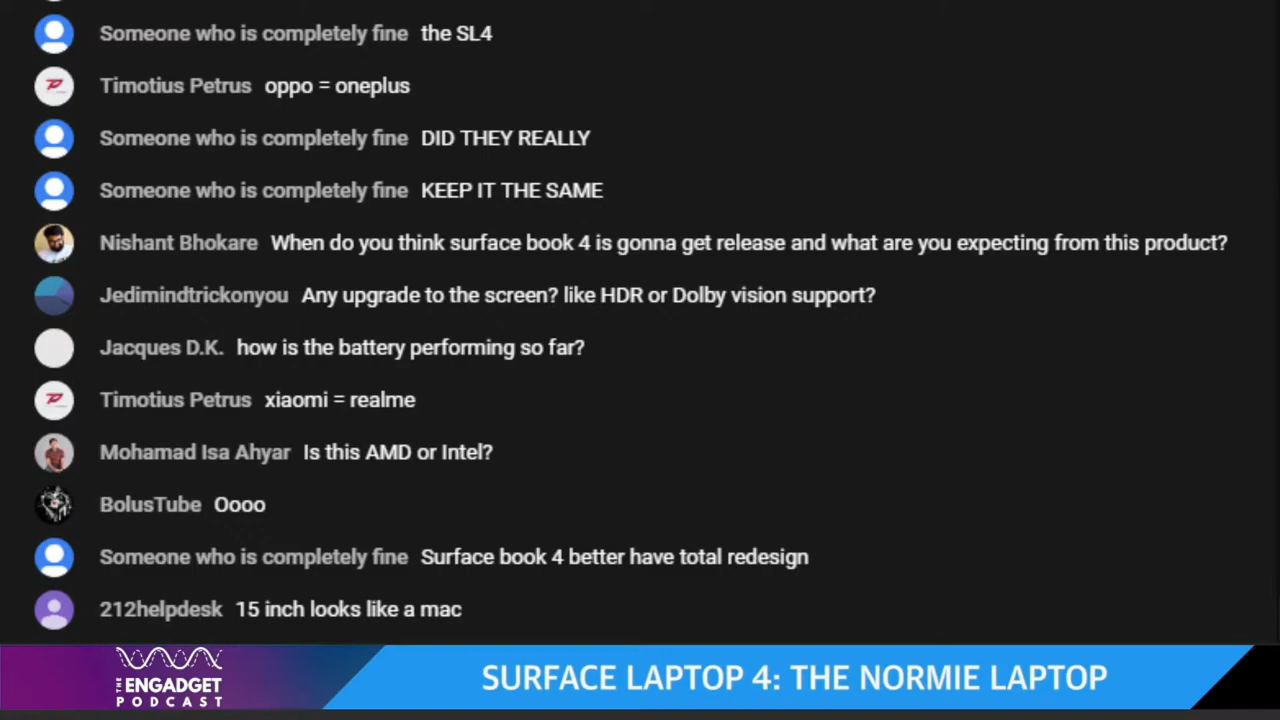 Someone who is completely fine the SL4
Timotius Petrus oppo = oneplus
Someone who is completely fine DID THEY REALLY
Someone who is completely fine KEEP IT THE SAME
Nishant Bhokare When do you think surface book 4 is gonna get release and what are you expecting from this product?
Jedimindtrickonyou Any upgrade to the screen? like HDR or Dolby vision support?
Jacques D.K. how is the battery performing so far?
Timotius Petrus xiaomi = realme
Mohamad Isa Ahyar Is this AMD or Intel?
BolusTube Oooo
Someone who is completely fine Surface book 4 better have total redesign
212helpdesk 15 inch looks like a mac
THE ENGADGET PODCAST
SURFACE LAPTOP 4: THE NORMIE LAPTOP